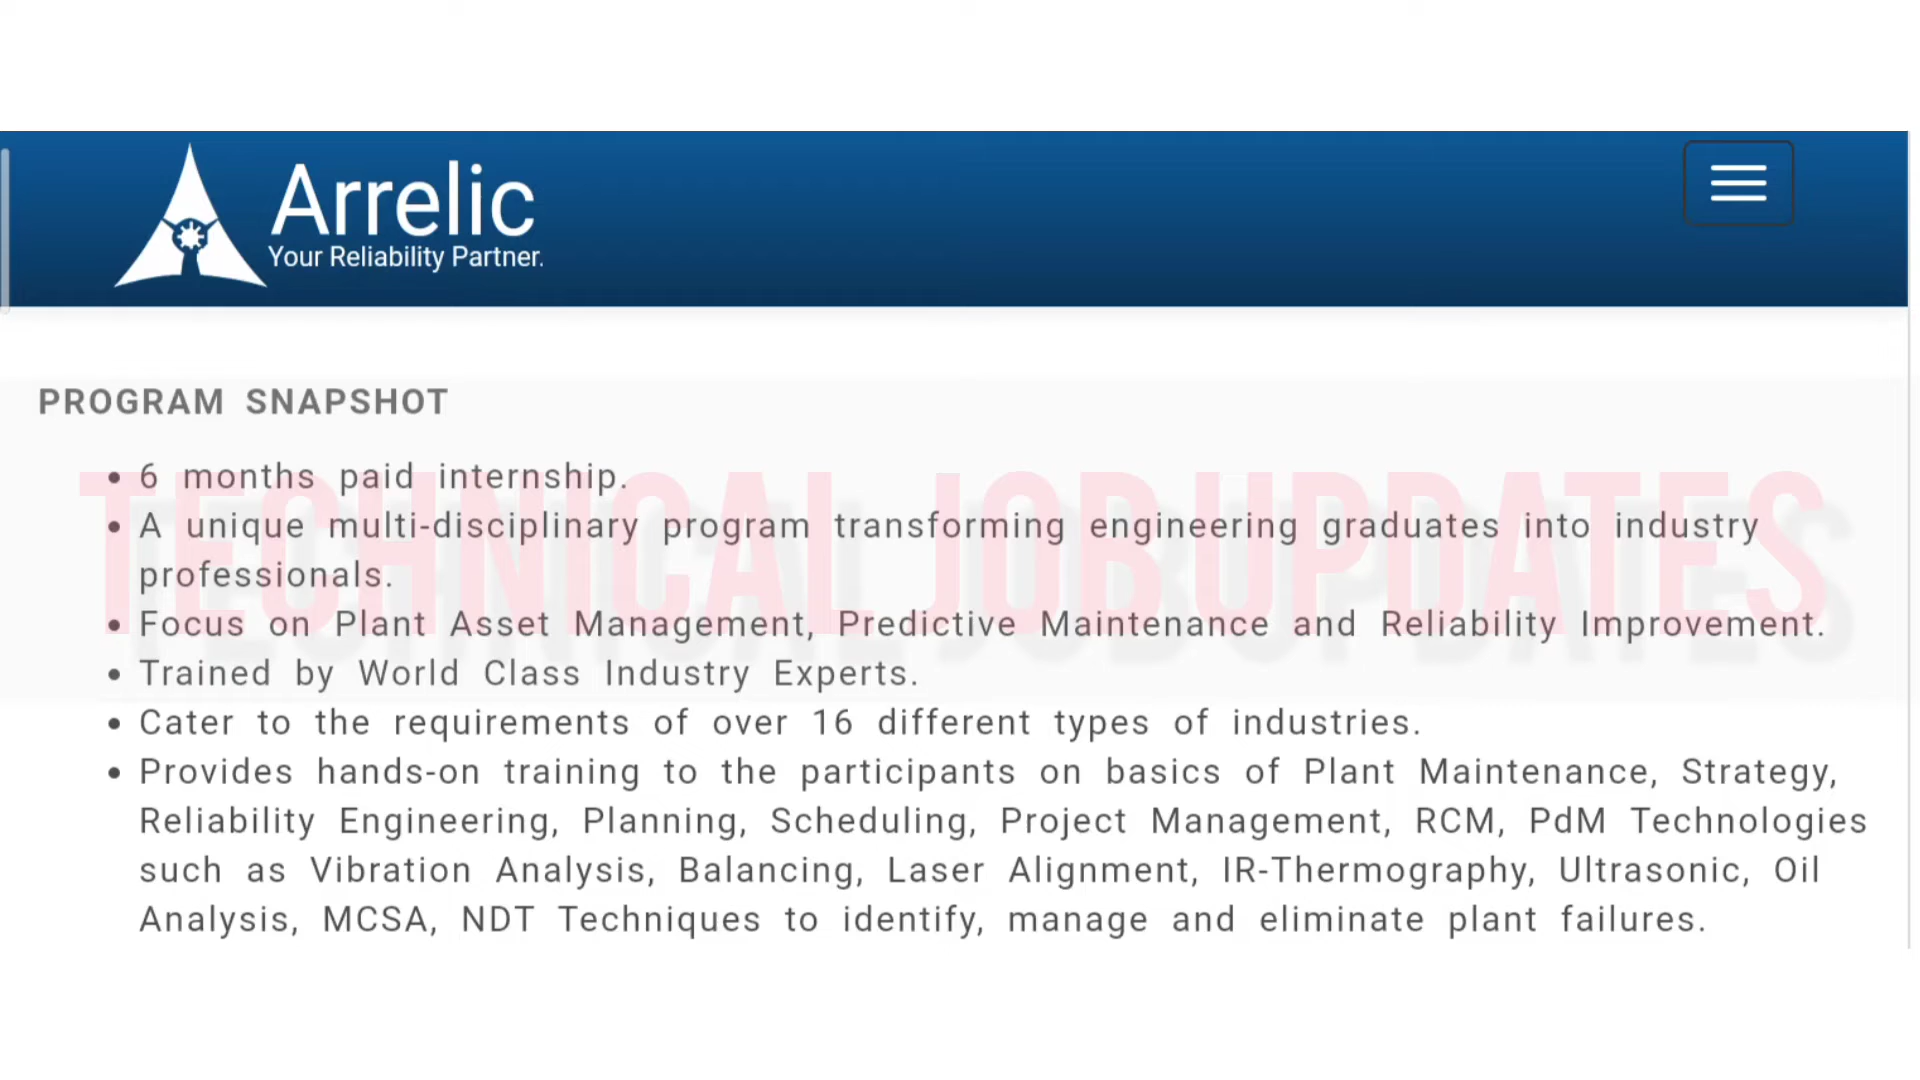 Arrelic
Your Reliability Partner.
PROGRAM SNAPSHOT
• 6 months paid internship.
• A unique multi-disciplinary program transforming engineering graduates into industry
professionals.
TECHNICAL JOB UPDATES
• Focus on Plant Asset Management, Predictive Maintenance and Reliability Improvement.
• Trained by World Class Industry Experts.
• Cater to the requirements of over 16 different types of industries.
• Provides hands-on training to the participants on basics of Plant Maintenance, Strategy,
Reliability Engineering, Planning, Scheduling, Project Management, RCM, PdM Technologies
such as Vibration Analysis, Balancing, Laser Alignment, IR-Thermography, Ultrasonic, Oil
Analysis, MCSA, NDT Techniques to identify, manage and eliminate plant failures.